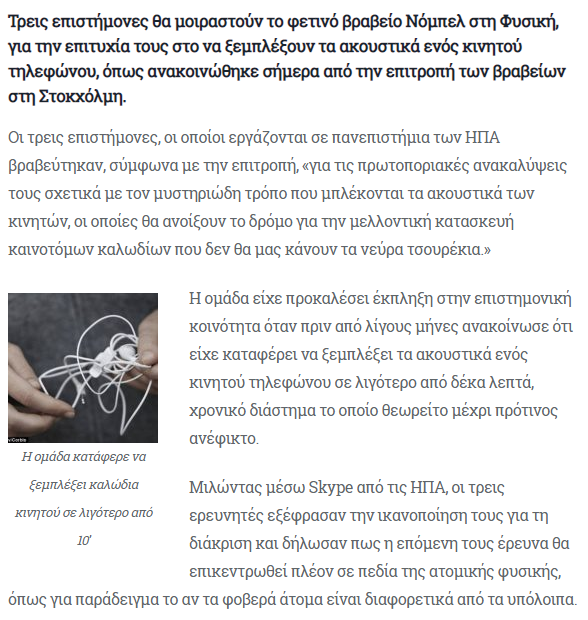 Τρεις επιστήμονες θα μοιραστούν το φετινό βραβείο Νόμπελ στη Φυσική,
για την επιτυχία τους στο να ξεμπλέξουν τα ακουστικά ενός κινητού
τηλεφώνου, όπως ανακοινώθηκε σήμερα από την επιτροπή των βραβείων
στη Στοκχόλμη.
Οι τρεις επιστήμονες, οι οποίοι εργάζονται σε πανεπιστήμια των ΗΠΑ
βραβεύτηκαν, σύμφωνα με την επιτροπή, «για τις πρωτοποριακές ανακαλύψεις
τους σχετικά με τον μυστηριώδη τρόπο που μπλέκονται τα ακουστικά των
κινητών, οι οποίες θα ανοίξουν το δρόμο για την μελλοντική κατασκευή
καινοτόμων καλωδίων που δεν θα μας κάνουν τα νεύρα τσουρέκια.»
Η ομάδα είχε προκαλέσει έκπληξη στην επιστημονική
κοινότητα όταν πριν από λίγους μήνες ανακοίνωσε ότι
είχε καταφέρει να ξεμπλέξει τα ακουστικά ενός
κινητού τηλεφώνου σε λιγότερο από δέκα λεπτά,
χρονικό διάστημα το οποίο θεωρείτο μέχρι πρότινος
ανέφικτο.
Η ομάδα κατάφερε να
ξεμπλέξει καλώδια
κινητού σε λιγότερο από
10'
Μιλώντας μέσω Skype από τις ΗΠΑ, οι τρεις
ερευνητές εξέφρασαν την ικανοποίηση τους για τη
διάκριση και δήλωσαν πως η επόμενη τους έρευνα θα
επικεντρωθεί πλέον σε πεδία της ατομικής φυσικής,
όπως για παράδειγμα το αν τα φοβερά άτομα είναι διαφορετικά από τα υπόλοιπα.